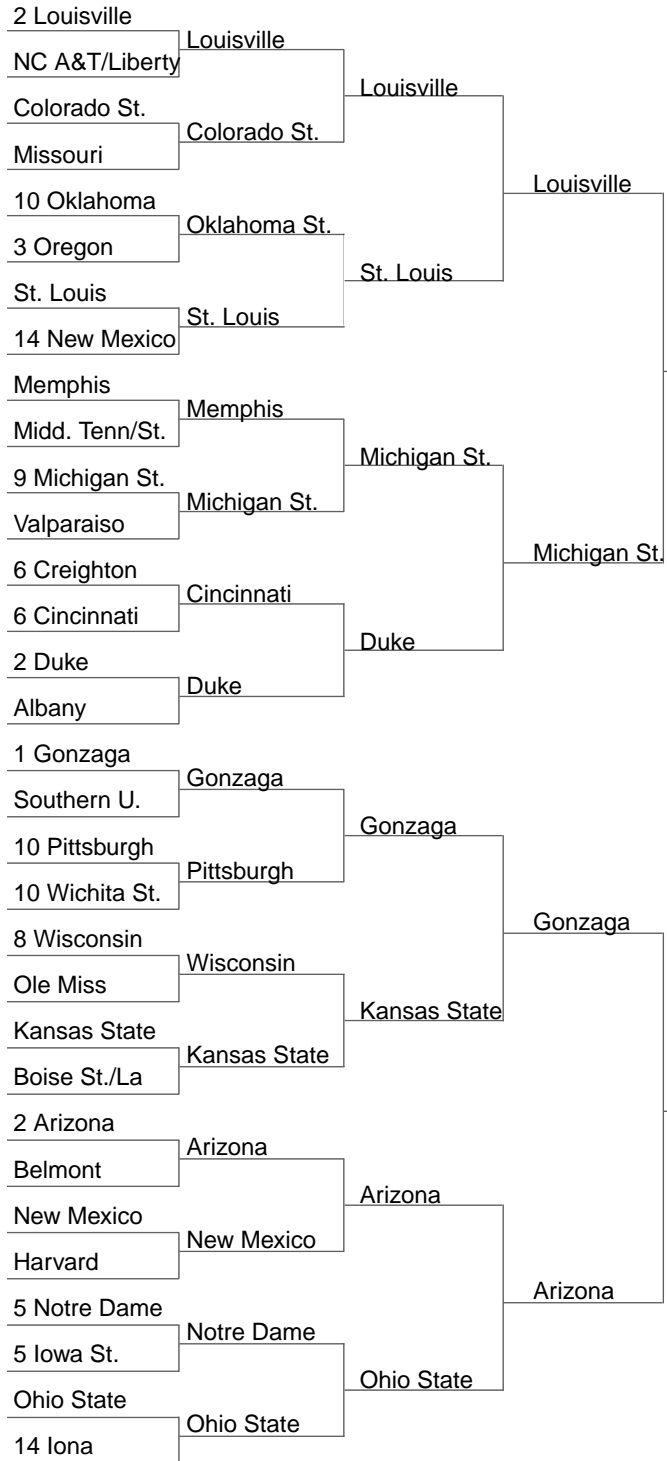 2 Louisville
Louisville
NC A&T/Liberty
Louisville
Colorado St.
Colorado St.
Missouri
Louisville
10 Oklahoma
Oklahoma St.
3 Oregon
St. Louis
St. Louis
St. Louis
14 New Mexico
Memphis
Memphis
Midd. Tenn/St.
Michigan St.
9 Michigan St.
Michigan St.
Valparaiso
Michigan St.
6 Creighton
Cincinnati
6 Cincinnati
Duke
2 Duke
Duke
Albany
1 Gonzaga
Gonzaga
Southern U.
Gonzaga
10 Pittsburgh
Pittsburgh
10 Wichita St.
Gonzaga
8 Wisconsin
Wisconsin
Ole Miss
Kansas State
Kansas State
Kansas State
Boise St./La
2 Arizona
Arizona
Belmont
Arizona
New Mexico
New Mexico
Harvard
Arizona
5 Notre Dame
Notre Dame
5 Iowa St.
Ohio State
Ohio State
Ohio State
14 Iona